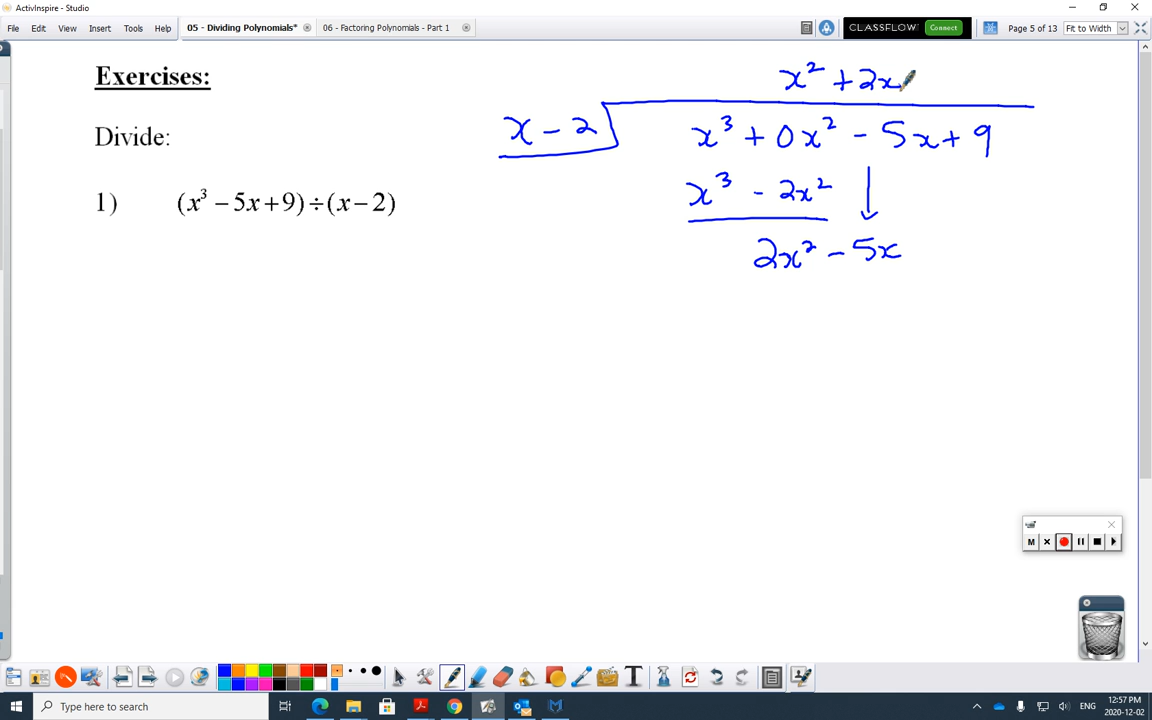 ActivInspire - Studio
File Edit View Insert Tools Help 05 - Dividing Polynomials* 06 - Factoring Polynomials - Part 1 CLASSFLOW Connect Page 5 of 13 Fit to Width
Exercises:
x² + 2x
Divide:
x - 2 x³ + 0x² - 5x + 9
1) (x³ − 5x + 9) ÷ (x − 2)
x³ - 2x²
2x² - 5x
M
T
Type here to search
ENG
12:57 PM
2020-12-02